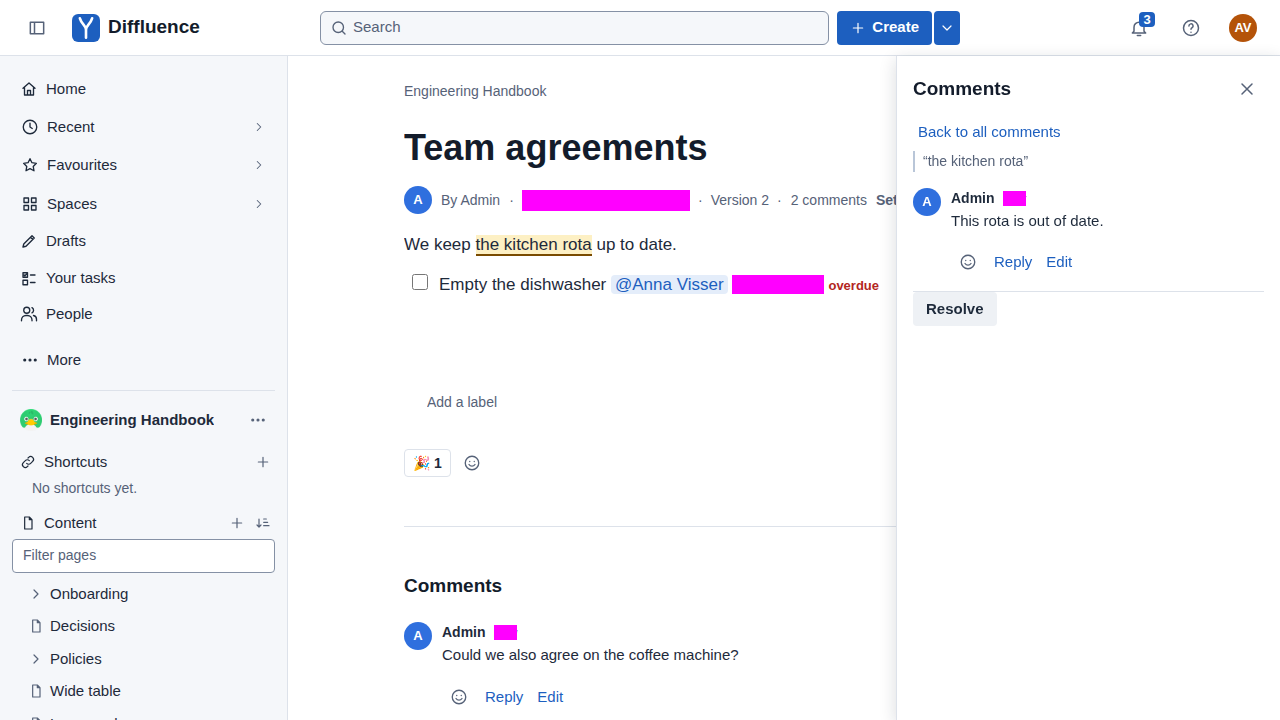 Diffluence
Search
Create
3
AV
Home
Recent
Favourites
Spaces
Drafts
Your tasks
People
More
Engineering Handbook
Shortcuts
No shortcuts yet.
Content
Filter pages
Onboarding
Decisions
Policies
Wide table
Engineering Handbook
Team agreements
A By Admin · · Version 2 · 2 comments
We keep the kitchen rota up to date.
Empty the dishwasher @Anna Visser overdue
Add a label
🎉 1
Comments
A Admin
Could we also agree on the coffee machine?
Reply Edit
Comments
Back to all comments
“the kitchen rota”
A Admin
This rota is out of date.
Reply Edit
Resolve